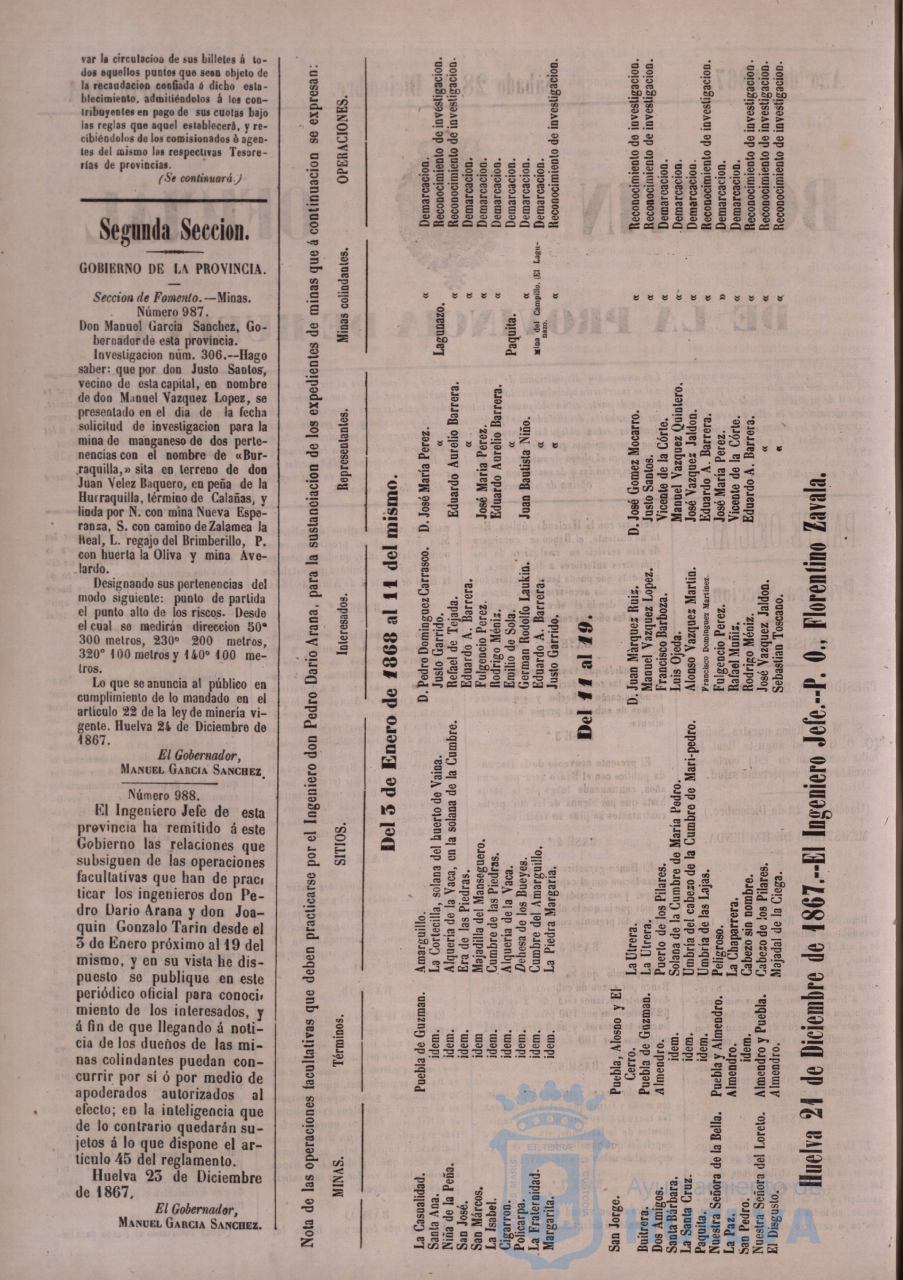 var la circulacion de sus billetes á to-
dos aquellos puntos que sean objeto de
la recaudacion confiada á dicho esta-
blecimiento, admitiéndolos á los con-
tribuyentes en pago de sus cuotas bajo
las reglas que aquel establecerá, y re-
cibiéndolos de los comisionados ò agen-
tes del mismo las respectivas Tesore-
rías de provincias.
(Se continuará.)
Segunda Seccion.
GOBIERNO DE LA PROVINCIA.
Seccion de Fomento.—Minas.
Número 987.
Don Manuel Garcia Sanchez, Go-
bernador de esta provincia.
Investigacion núm. 306.--Hago
saber: que por don Justo Santos,
vecino de esta capital, en nombre
de don Manuel Vazquez Lopez, se
presentado en el dia de la fecha
solicitud de investigacion para la
mina de manganeso de dos perte-
nencias con el nombre de «Bur-
raquilla,» sita en terreno de don
Juan Velez Baquero, en peña de la
Hurraquilla, término de Calañas, y
linda por N. con mina Nueva Espe-
ranza, S. con camino de Zalamea la
Real, L. regajo del Brimberillo, P.
con huerta la Oliva y mina Ave-
lardo.
Designando sus pertenencias del
modo siguiente: punto de partida
el punto alto de los riscos. Desde
el cual se medirán direccion 50º
300 metros, 230º 200 metros,
320º 100 metros y 140º 100 me-
tros.
Lo que se anuncia al público en
cumplimiento de lo mandado en el
artículo 22 de la ley de minería vi-
gente. Huelva 24 de Diciembre de
1867.
El Gobernador,
MANUEL GARCIA SANCHEZ.
Número 988.
El Ingeniero Jefe de esta
provincia ha remitido á este
Gobierno las relaciones que
subsiguen de las operaciones
facultativas que han de prac-
ticar los ingenieros don Pe-
dro Dario Arana y don Joa-
quin Gonzalo Tarin desde el
3 de Enero próximo al 19 del
mismo, y en su vista he dis-
puesto se publique en este
periódico oficial para conoci-
miento de los interesados, y
á fin de que llegando á noti-
cia de los dueños de las mi-
nas colindantes puedan con-
currir por sí ó por medio de
apoderados autorizados al
efecto; en la inteligencia que
de lo contrario quedarán su-
jetos á lo que dispone el ar-
tículo 45 del reglamento.
Huelva 23 de Diciembre
de 1867.
El Gobernador,
MANUEL GARCIA SANCHEZ.
Nota de las operaciones facultativas que deben practicarse por el Ingeniero don Pedro Dario Arana, para la sustanciacion de los expedientes de minas que á continuacion se expresan:
MINAS. Términos. SITIOS. Interesados. Representantes. Minas colindantes. OPERACIONES.
Del 3 de Enero de 1868 al 11 del mismo.
La Casualidad. Puebla de Guzman. Amarguillo. D. Pedro Dominguez Carrasco. D. José María Perez. « Demarcacion.
Santa Ana. idem. La Cortecilla, solana del huerto de Vaina. Justo Garrido. « Lagunazo. Reconocimiento de investigacion.
Niña de la Peña. idem. Alquería de la Vaca, en la solana de la Cumbre. Rafael de Tejada. Eduardo Aurelio Barrera. « Reconocimiento de investigacion.
San José. idem. Era de las Piedras. Eduardo A. Barrera. « « Demarcacion.
San Márcos. idem Majadilla del Manseguero. Fulgencio Perez. José María Perez. « Demarcacion.
La Isabel. idem. Cumbre de las Piedras. Rodrigo Méniz. Eduardo Aurelio Barrera. « Demarcacion.
Cigarron. idem. Alquería de la Vaca. Emilio de Sola. « Paquita. Demarcacion.
Policarpa. idem. Dehesa de los Bueyes. German Rodolfo Laukin. Juan Bautista Niño. « Demarcacion.
La Fraternidad. idem. Cumbre del Amarguillo. Eduardo A. Barrera. « Mina del Campillo. (El Lagu-
nazo. Demarcacion.
Margarita. idem. La Piedra Margaria. Justo Garrido. « « Reconocimiento de investigacion.
Del 11 al 19.
San Jorge. Puebla, Alosno y El
Cerro. La Utrera. D. Juan Màrquez Ruiz. D. José Gomez Mocarro. « Reconocimiento de investigacion.
Buitrera. Puebla de Guzman. La Utrera. Manuel Vazquez Lopez. Justo Santos. « Reconocimiento de investigacion.
Dos Amigos. Almendro. Puerto de los Pilares. Francisco Barboza. Vicente de la Córte. « Demarcacion.
Santa Bárbara. idem. Solana de la Cumbre de María Pedro. Luis Ojeda. Manuel Vazquez Quintero. « Demarcacion.
La Santa Cruz. idem. Umbría del cabezo de la Cumbre de Mari-pedro. Alonso Vazquez Martin. José Vazquez Jaldon. « Demarcacion.
Paquita. idem. Umbría de las Lajas. Francisco Dominguez Martinez. Eduardo A. Barrera. « Reconocimiento de investigacion.
Nuestra Señora de la Bella. Puebla y Almendro. Peligroso. Fulgencio Perez. José María Perez. » Demarcacion.
La Paz. Almendro. La Chaparrera. Rafael Muñiz. Vicente de la Córte. « Demarcacion.
San Pedro. idem. Cabezo sin nombre. Rodrigo Méniz. Eduardo A. Barrera. « Reconocimiento de investigacion.
Nuestra Señora del Loreto. Almendro y Puebla. Cabezo de los Pilares. José Vazquez Jaldon. « « Reconocimiento de investigacion.
El Disgusto. Almendro. Majadal de la Ciega. Sebastian Toscano. « « Reconocimiento de investigacion.
Huelva 21 de Diciembre de 1867.--El Ingeniero Jefe.--P. O., Florentino Zavala.
Ayuntamiento de